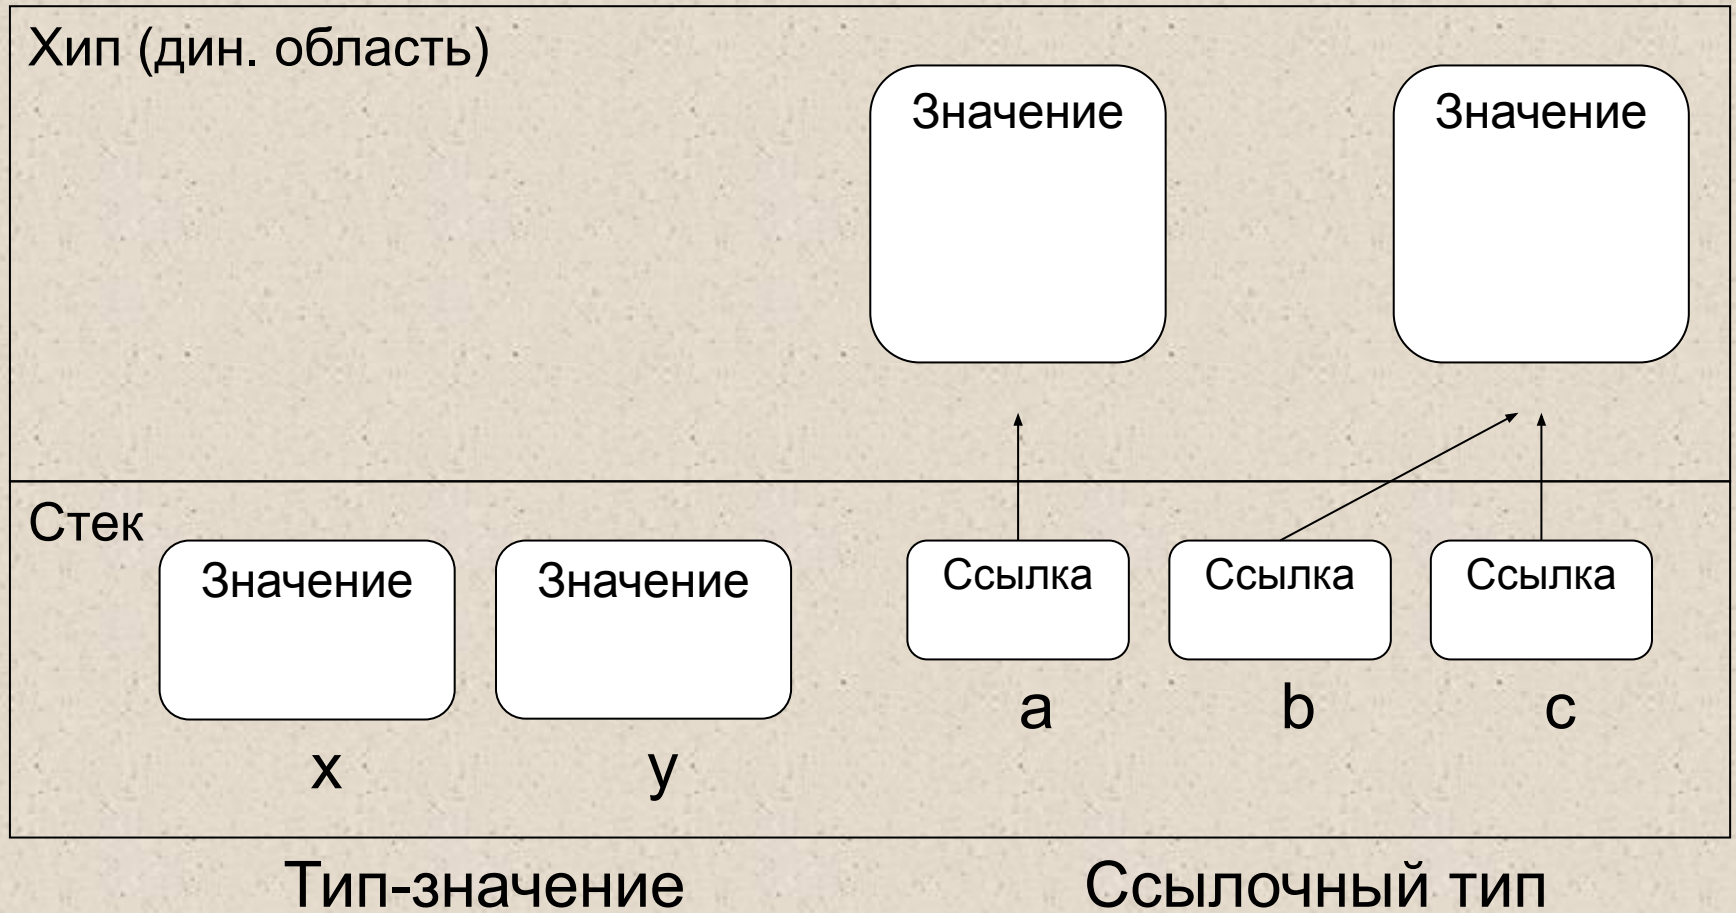 Хип (дин. область)
Значение
Значение
Стек
Значение
Значение
Ссылка
Ссылка
Ссылка
a
b
c
x
y
Тип-значение
Ссылочный тип